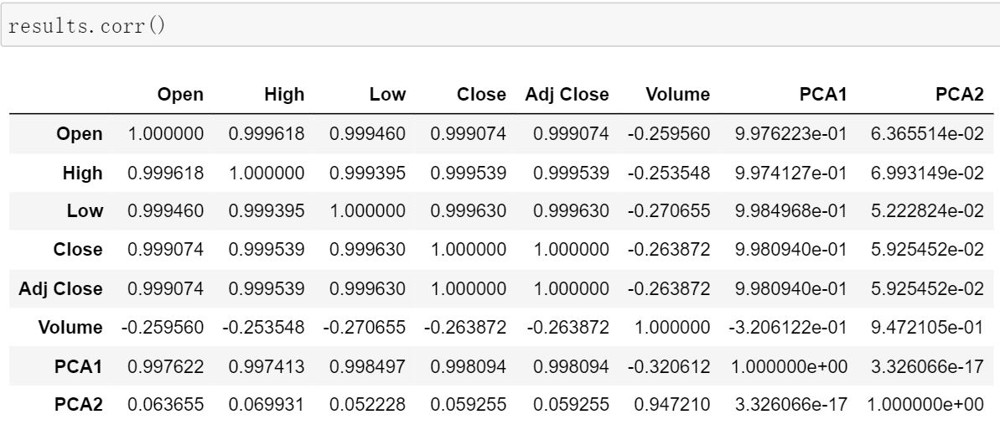 results.corr()
Open High Low Close Adj Close Volume PCA1 PCA2
Open 1.000000 0.999618 0.999460 0.999074 0.999074 -0.259560 9.976223e-01 6.365514e-02
High 0.999618 1.000000 0.999395 0.999539 0.999539 -0.253548 9.974127e-01 6.993149e-02
Low 0.999460 0.999395 1.000000 0.999630 0.999630 -0.270655 9.984968e-01 5.222824e-02
Close 0.999074 0.999539 0.999630 1.000000 1.000000 -0.263872 9.980940e-01 5.925452e-02
Adj Close 0.999074 0.999539 0.999630 1.000000 1.000000 -0.263872 9.980940e-01 5.925452e-02
Volume -0.259560 -0.253548 -0.270655 -0.263872 -0.263872 1.000000 -3.206122e-01 9.472105e-01
PCA1 0.997622 0.997413 0.998497 0.998094 0.998094 -0.320612 1.000000e+00 3.326066e-17
PCA2 0.063655 0.069931 0.052228 0.059255 0.059255 0.947210 3.326066e-17 1.000000e+00